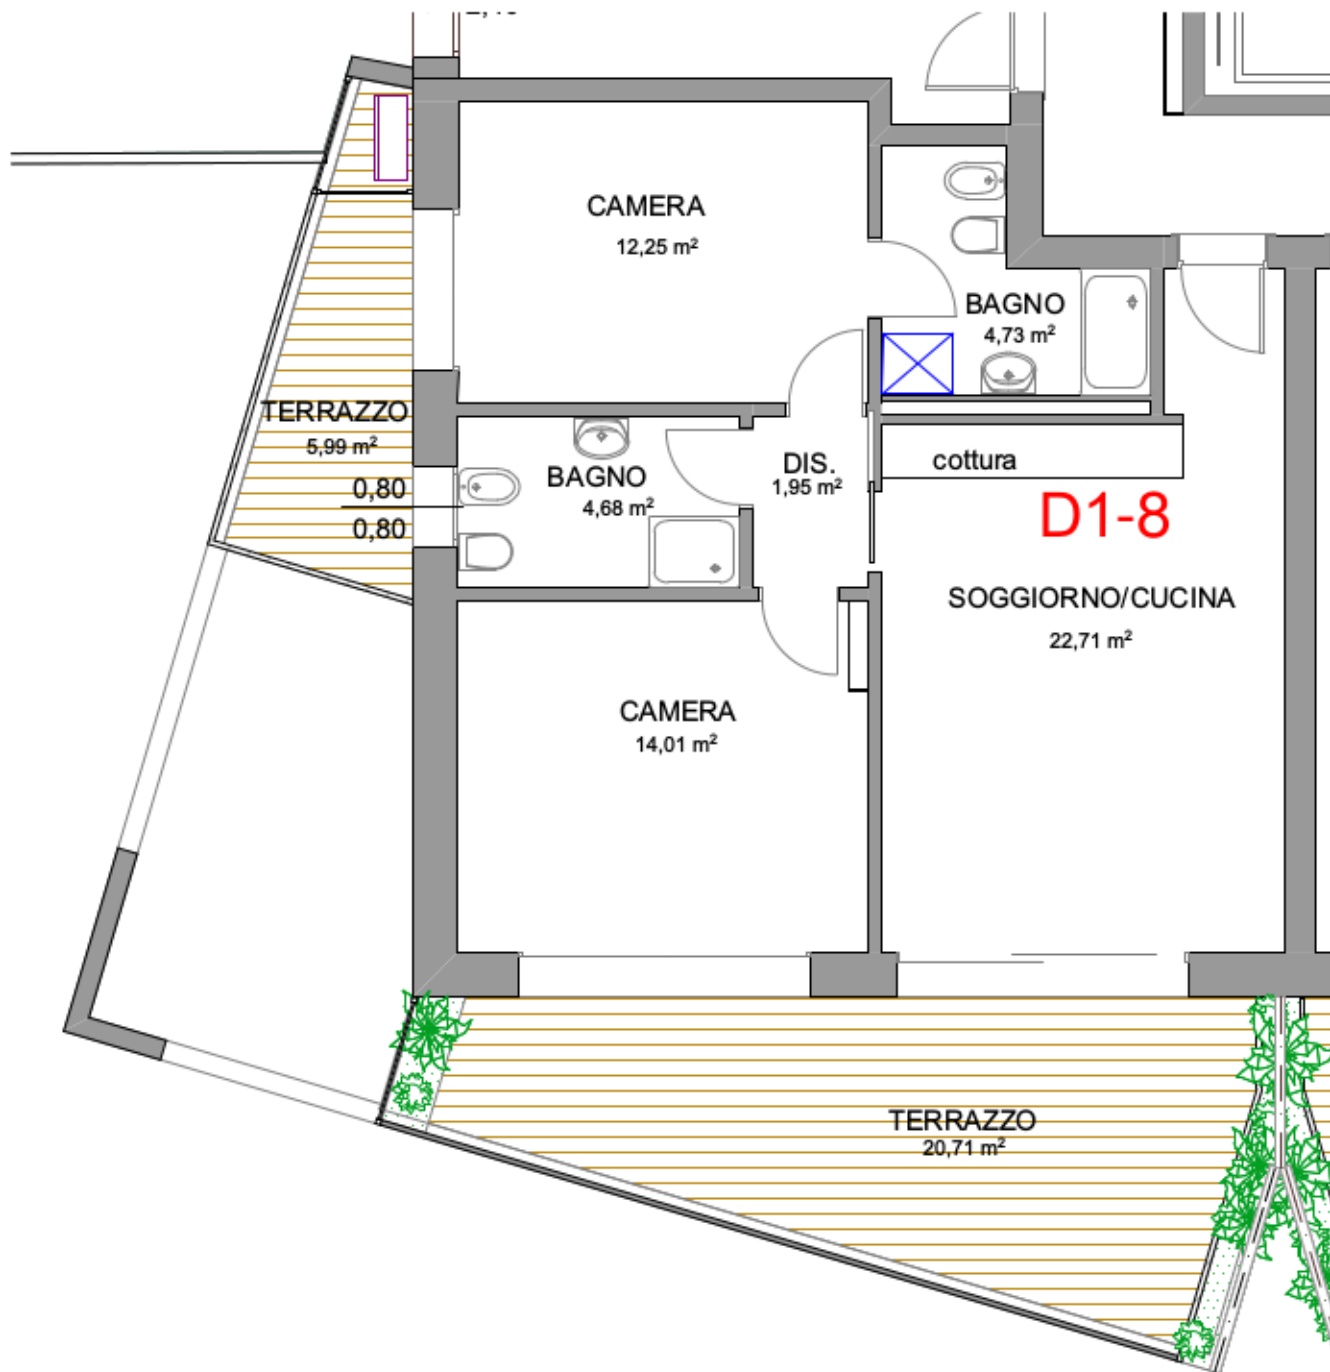 CAMERA
12,25 m²
BAGNO
4,73 m²
TERRAZZO
5,99 m²
0,80
0,80
BAGNO
4,68 m²
DIS.
1,95 m²
cottura
D1-8
SOGGIORNO/CUCINA
22,71 m²
CAMERA
14,01 m²
TERRAZZO
20,71 m²